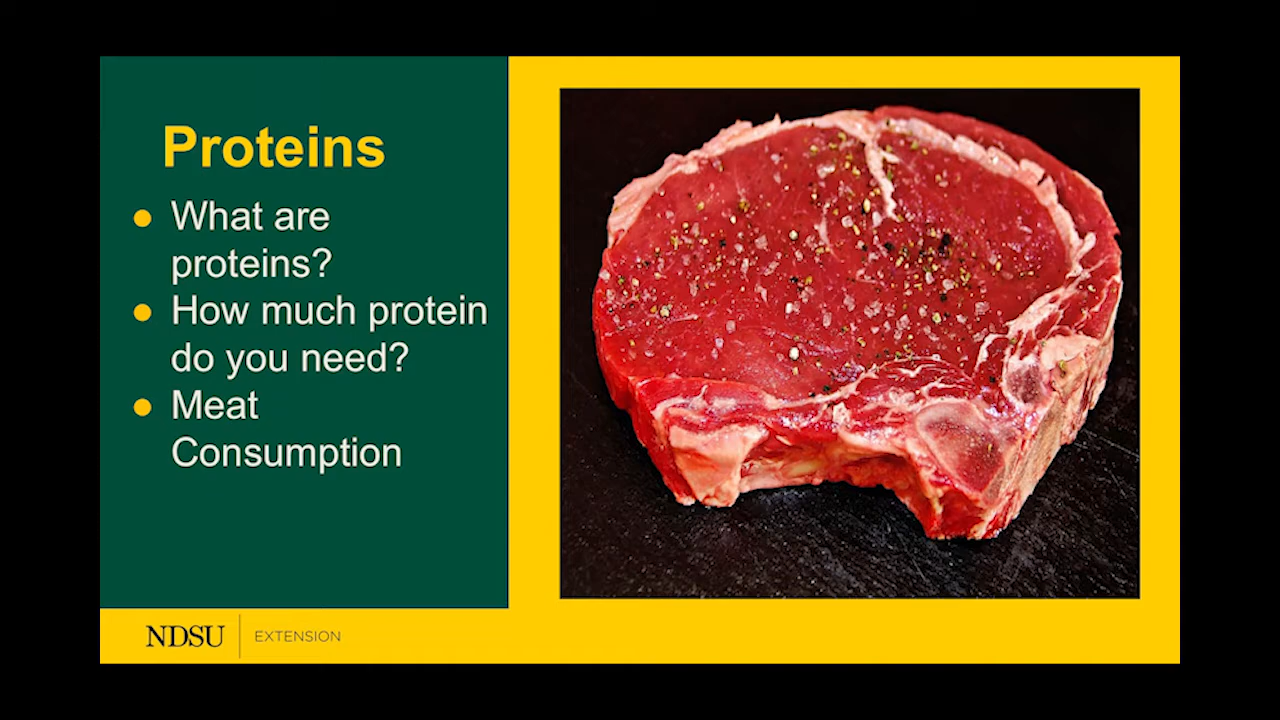 Proteins
What are
proteins?
How much protein
do you need?
Meat
Consumption
NDSU
EXTENSION